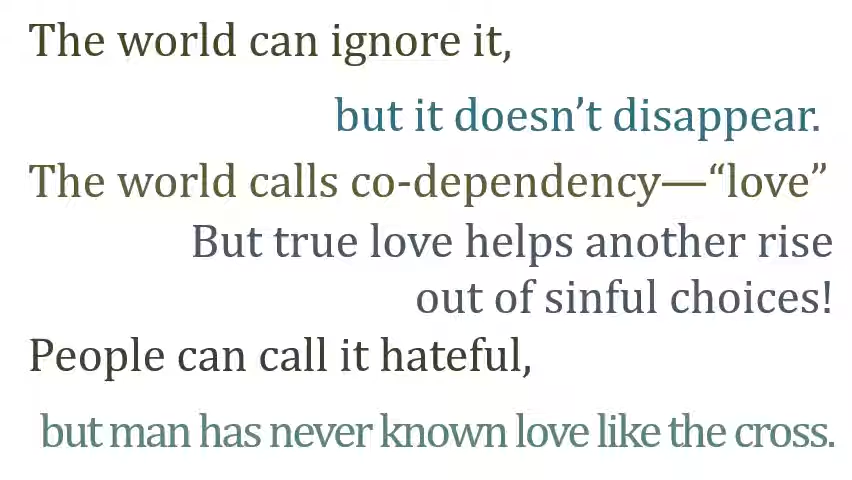 The world can ignore it,
but it doesn’t disappear.
The world calls co-dependency—“love”
But true love helps another rise
out of sinful choices!
People can call it hateful,
but man has never known love like the cross.